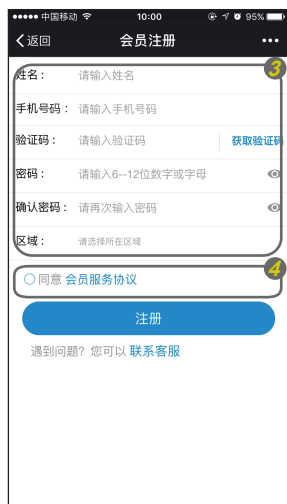 中国移动 10:00 95%
返回 会员注册
3
姓名： 请输入姓名
手机号码： 请输入手机号码
验证码： 请输入验证码 获取验证码
密码： 请输入6--12位数字或字母
确认密码： 请再次输入密码
区域： 请选择所在区域
4
同意 会员服务协议
注册
遇到问题？您可以 联系客服